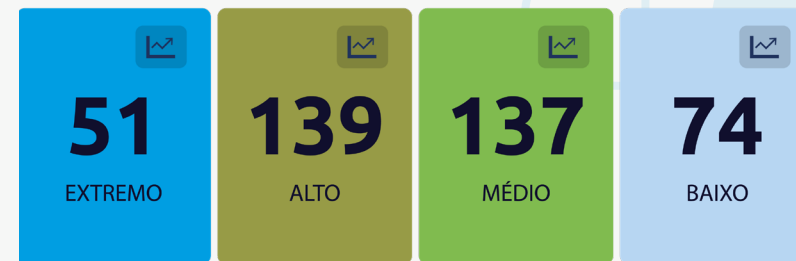 51
EXTREMO
139
ALTO
137
MÉDIO
74
BAIXO